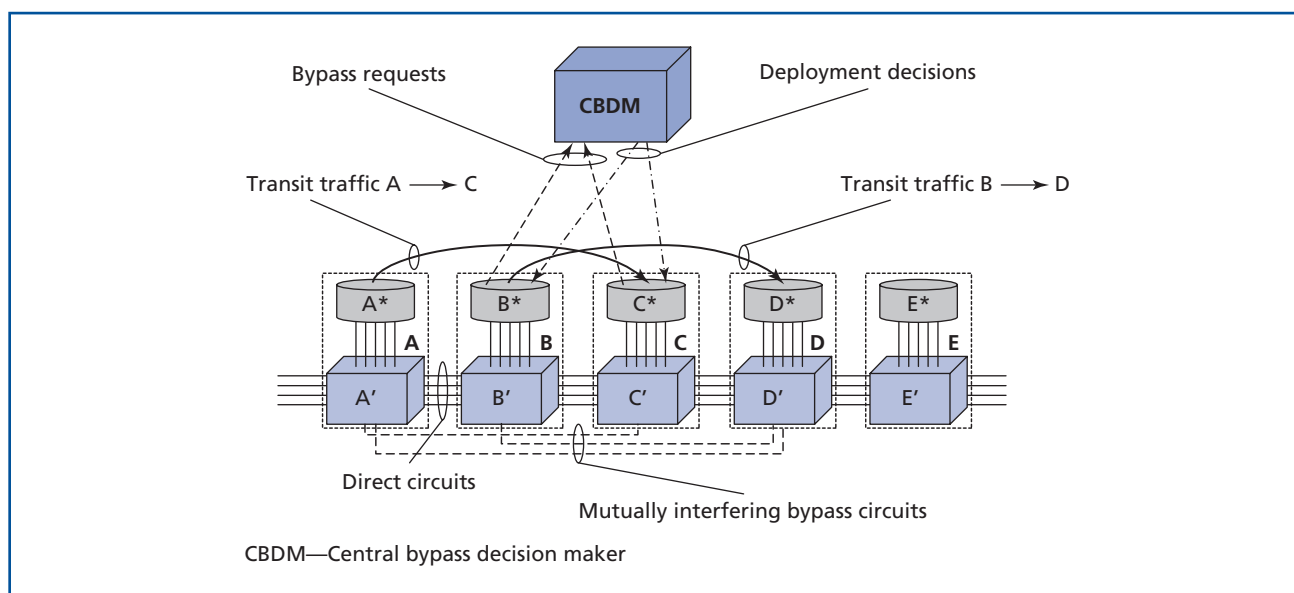 Bypass requests
Deployment decisions
CBDM
Transit traffic A → C
Transit traffic B → D
A* B* C* D* E*
A B C D E
A’ B’ C’ D’ E’
Direct circuits
Mutually interfering bypass circuits
CBDM—Central bypass decision maker